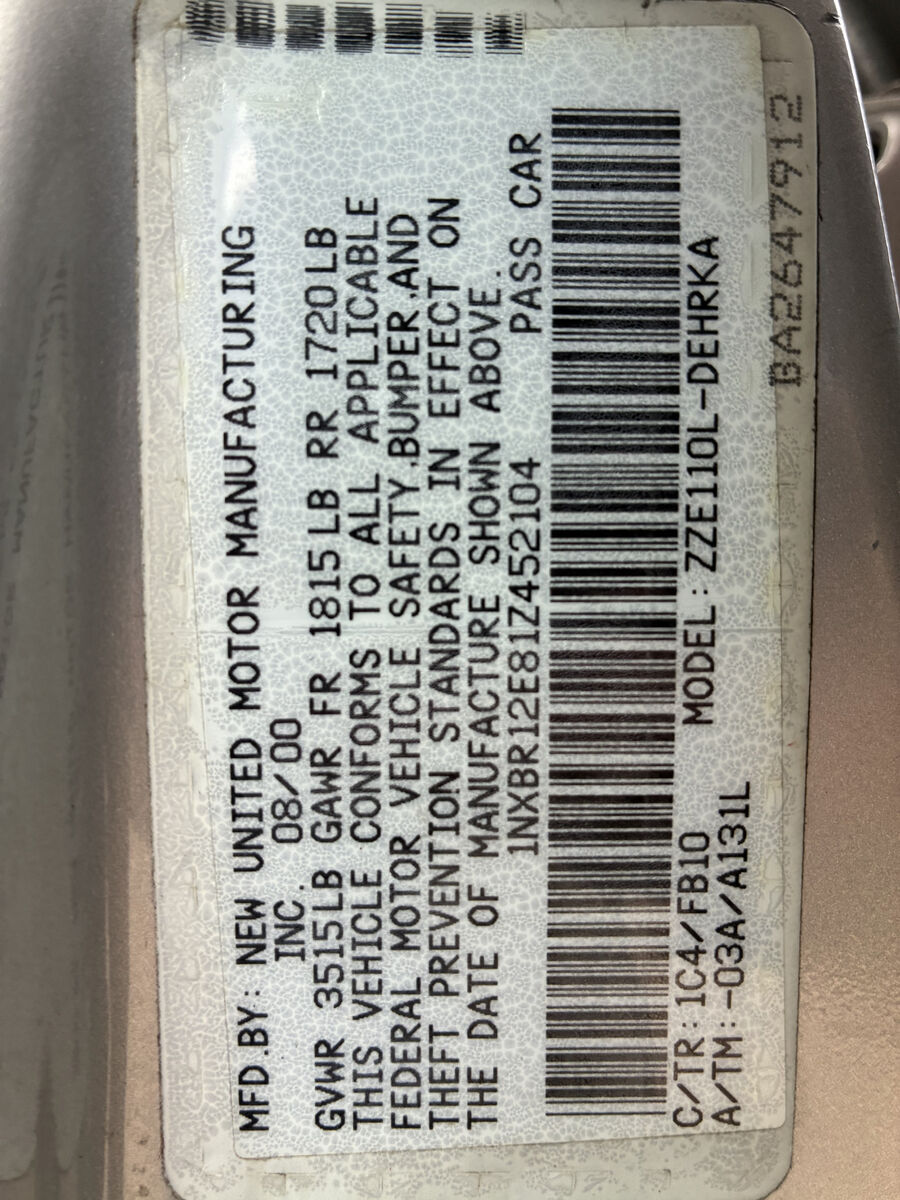 MFD.BY: NEW UNITED MOTOR MANUFACTURING
INC. 08/00
GVWR 3515LB GAWR FR 1815LB RR 1720LB
THIS VEHICLE CONFORMS TO ALL APPLICABLE
FEDERAL MOTOR VEHICLE SAFETY,BUMPER,AND
THEFT PREVENTION STANDARDS IN EFFECT ON
THE DATE OF MANUFACTURE SHOWN ABOVE.
1NXBR12E81Z452104 PASS CAR
C/TR:1C4/FB10 MODEL:ZZE110L-DEHRKA
A/TM:-03A/A131L
BA2647912